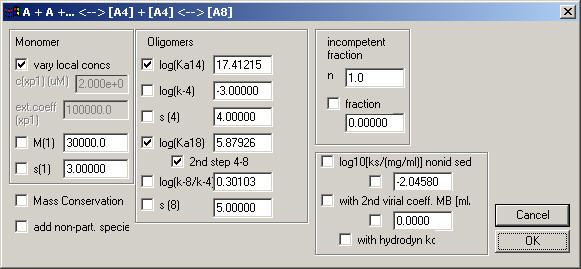 A + A +... <--> [A4] + [A4] <--> [A8]
Monomer
vary local concs
c(xp1) (uM) 2.000e+0
ext.coeff (xp1) 100000.0
M(1) 30000.0
s(1) 3.00000
Mass Conservation
add non-part. specie
Oligomers
log(Ka14) 17.41215
log(k-4) -3.00000
s (4) 4.00000
log(Ka18) 5.87926
2nd step 4-8
log(k-8/k-4) 0.30103
s (8) 5.00000
incompetent
fraction
n 1.0
fraction
0.00000
log10[ks/(mg/ml)] nonid sed
-2.04580
with 2nd virial coeff. MB [ml,
0.0000
with hydrodyn kc
Cancel
OK